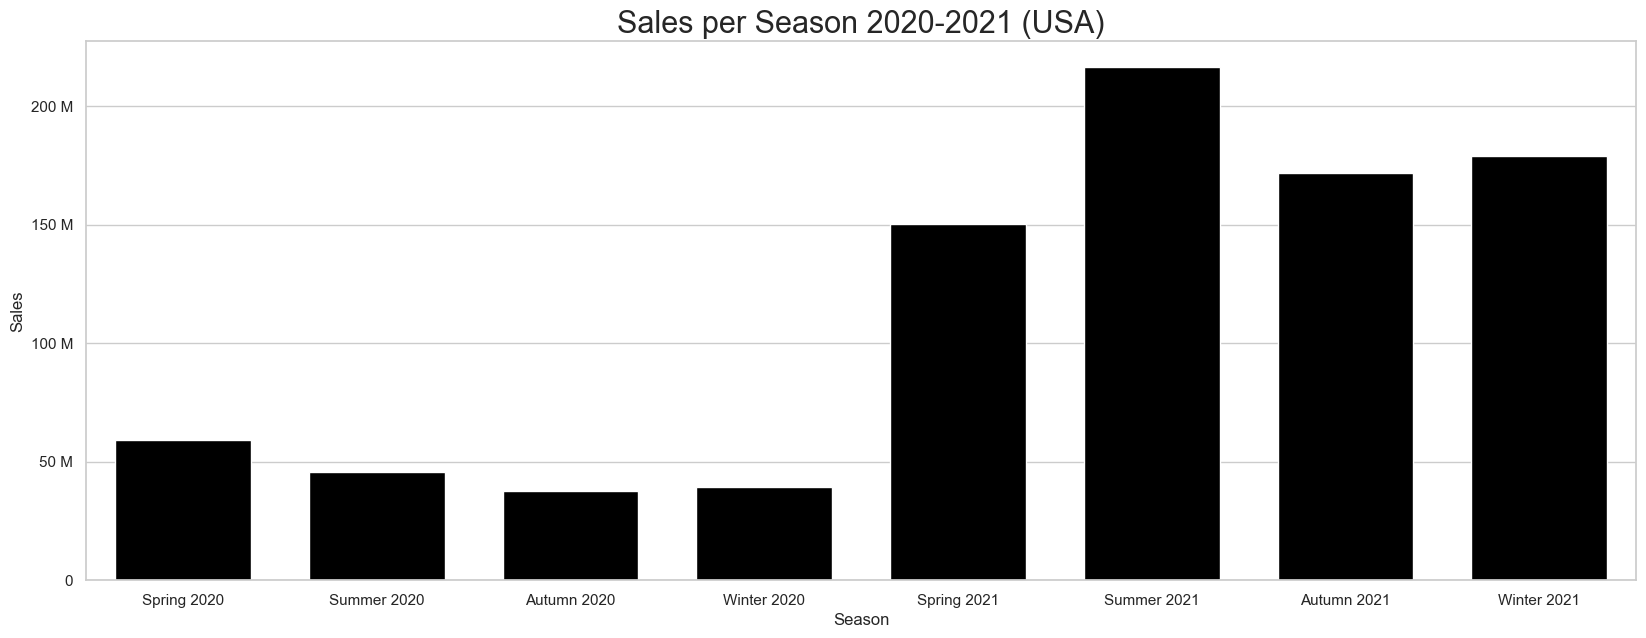 Sales per Season 2020-2021 (USA)
200 M
150 M
100 M
50 M
0
Sales
Spring 2020
Summer 2020
Autumn 2020
Winter 2020
Spring 2021
Summer 2021
Autumn 2021
Winter 2021
Season